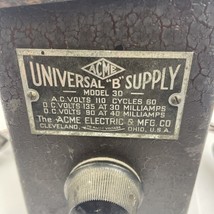 ACME
UNIVERSAL "B" SUPPLY
MODEL 30
A.C. VOLTS 110 CYCLES 60
D.C. VOLTS 135 AT 30 MILLIAMPS
D.C. VOLTS 90 AT 40 MILLIAMPS
The ACME ELECTRIC & MFG. CO
CLEVELAND, OHIO, U.S.A.